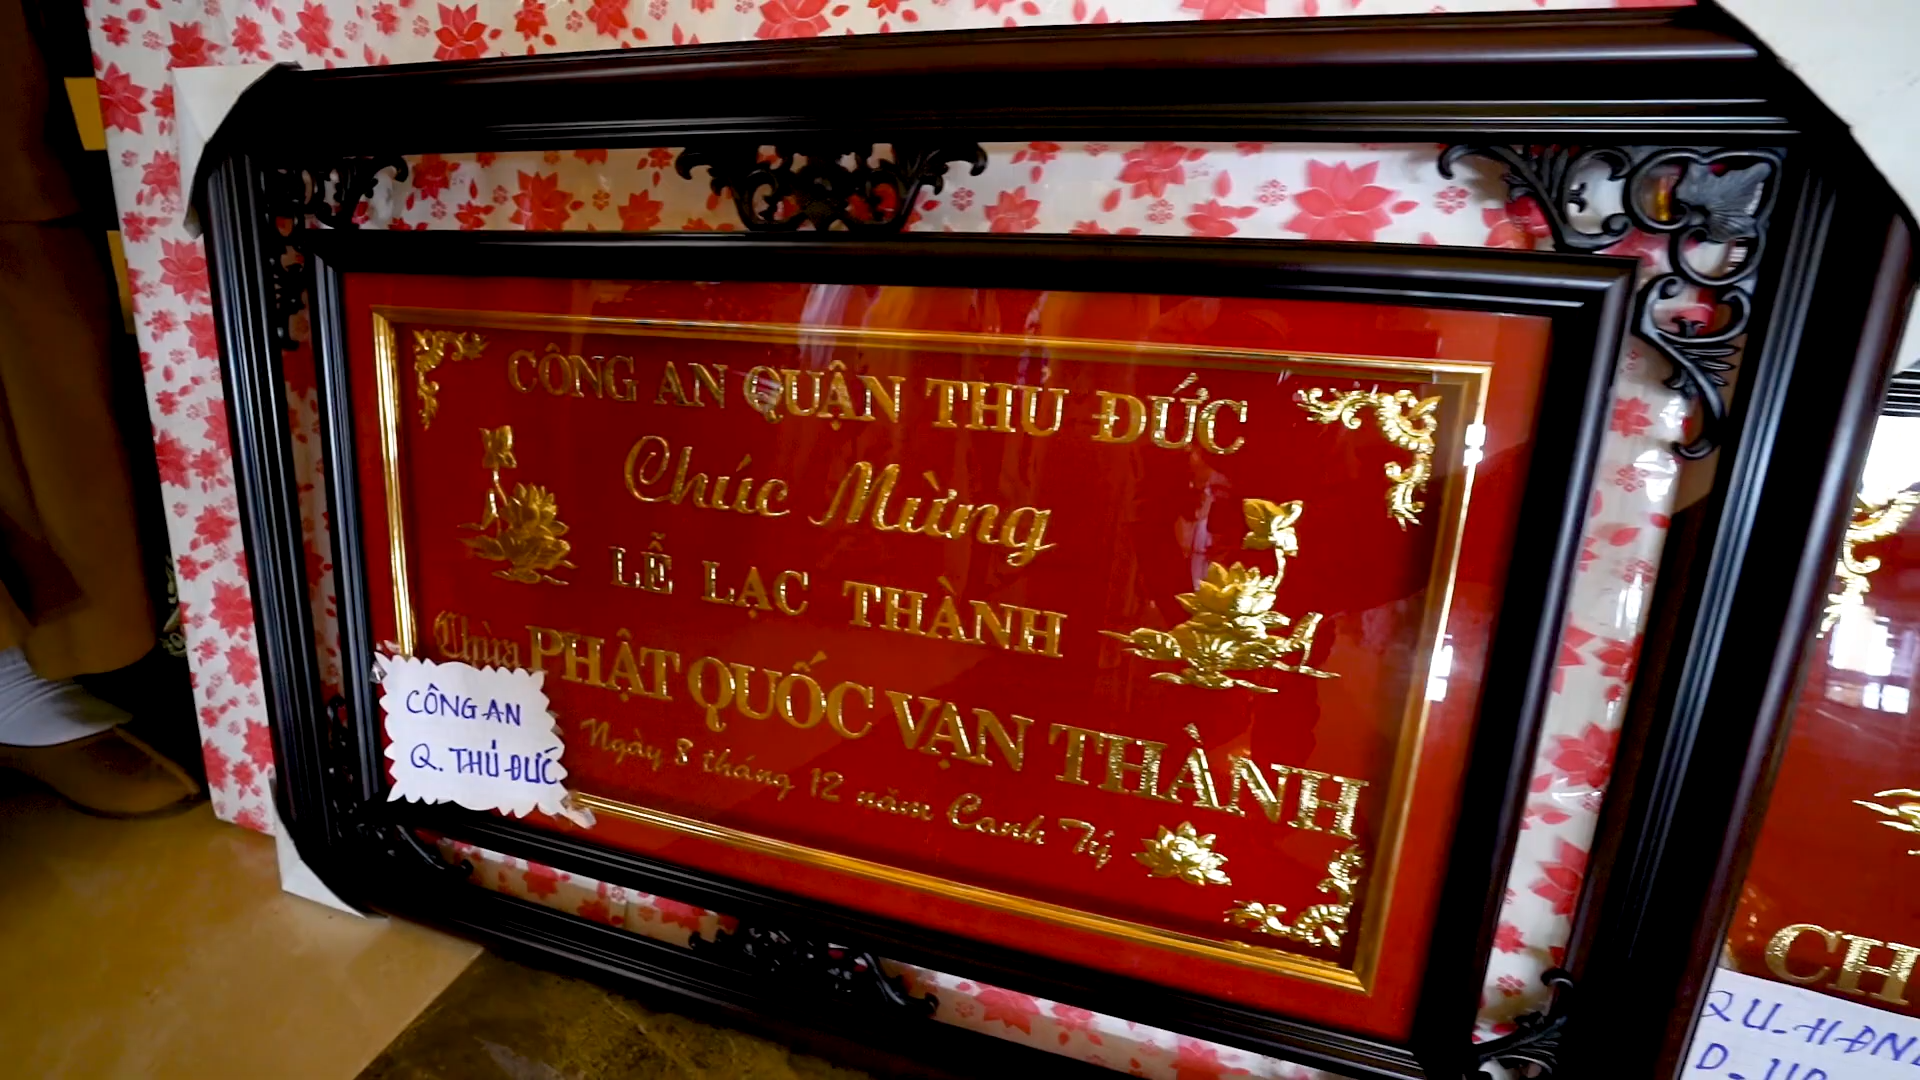 CÔNG AN QUẬN THU ĐỨC
Chúc Mừng
LỄ LẠC THÀNH
Chùa PHẬT QUỐC VẠN THÀNH
Ngày 8 tháng 12 năm Canh Tý
CÔNG AN
Q. THỦ ĐỨC
CH